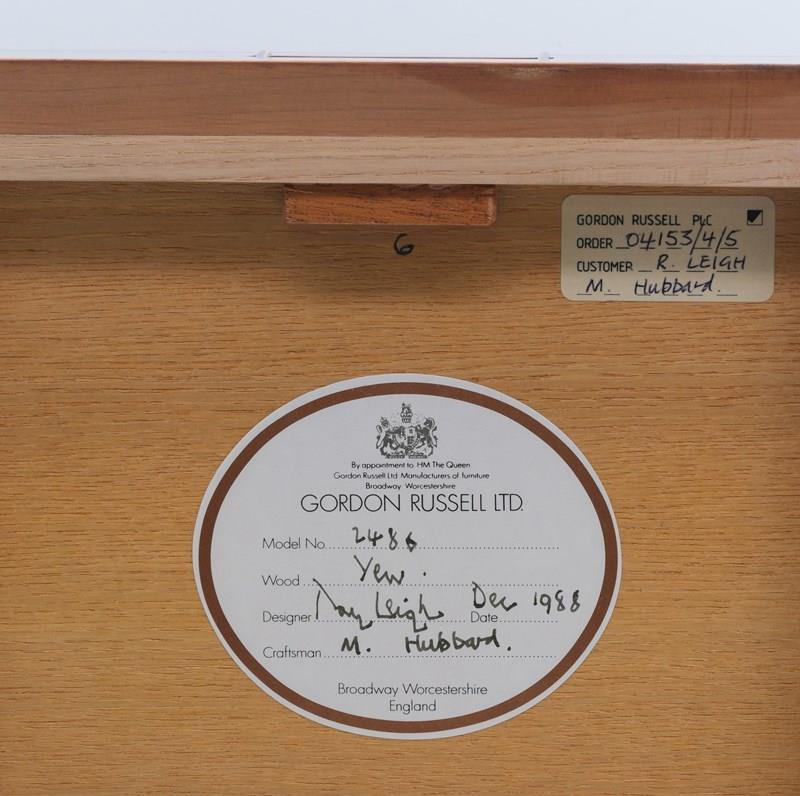 6
GORDON RUSSELL PLC
ORDER 04153/4/5
CUSTOMER R. LEIGH
M. Hubbard.
By appointment to HM The Queen
Gordon Russell Ltd Manufacturers of furniture
Broadway Worcestershire
GORDON RUSSELL LTD.
Model No. 2486
Wood Yew.
Designer Ray Leigh Date Dec 1988
Craftsman M. Hubbard.
Broadway Worcestershire
England